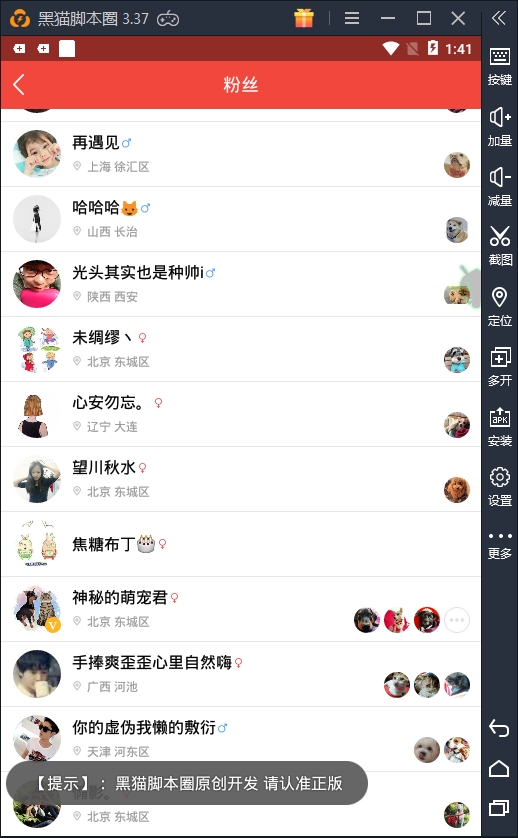 黑猫脚本圈 3.37
1:41
粉丝
再遇见♂
上海 徐汇区
哈哈哈🐱♂
山西 长治
光头其实也是种帅i♂
陕西 西安
未绸缪丶♀
北京 东城区
心安勿忘。♀
辽宁 大连
望川秋水♀
北京 东城区
焦糖布丁🎂♀
神秘的萌宠君♀
V
北京 东城区
手捧爽歪歪心里自然嗨♀
广西 河池
你的虚伪我懒的敷衍♂
天津 河东区
【提示】：黑猫脚本圈原创开发 请认准正版
北京 东城区
按键
加量
减量
截图
定位
多开
APK
安装
设置
更多